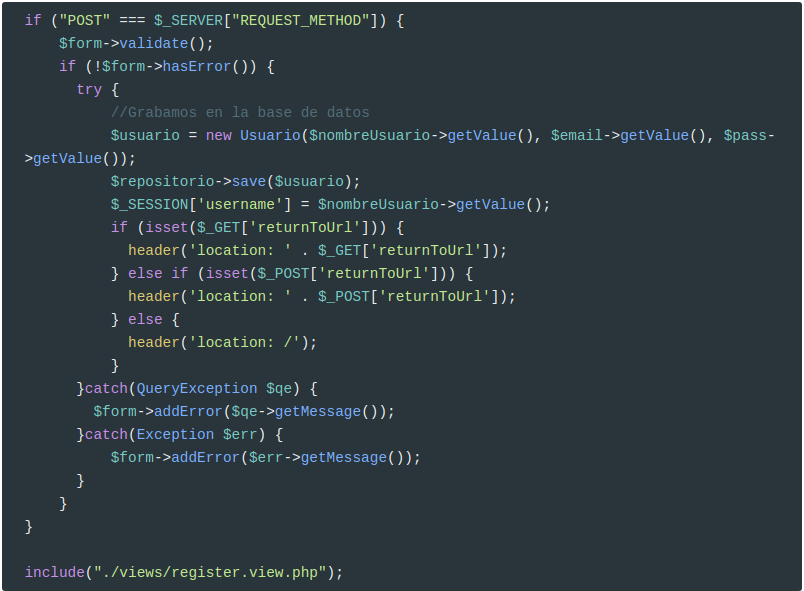 if ("POST" === $_SERVER["REQUEST_METHOD"]) {
    $form->validate();
    if (!$form->hasError()) {
      try {
          //Grabamos en la base de datos
          $usuario = new Usuario($nombreUsuario->getValue(), $email->getValue(), $pass-
>getValue());
          $repositorio->save($usuario);
          $_SESSION['username'] = $nombreUsuario->getValue();
          if (isset($_GET['returnToUrl'])) {
            header('location: ' . $_GET['returnToUrl']);
          } else if (isset($_POST['returnToUrl'])) {
            header('location: ' . $_POST['returnToUrl']);
          } else {
            header('location: /');
          }
      }catch(QueryException $qe) {
        $form->addError($qe->getMessage());
      }catch(Exception $err) {
          $form->addError($err->getMessage());
      }
    }
}

include("./views/register.view.php");